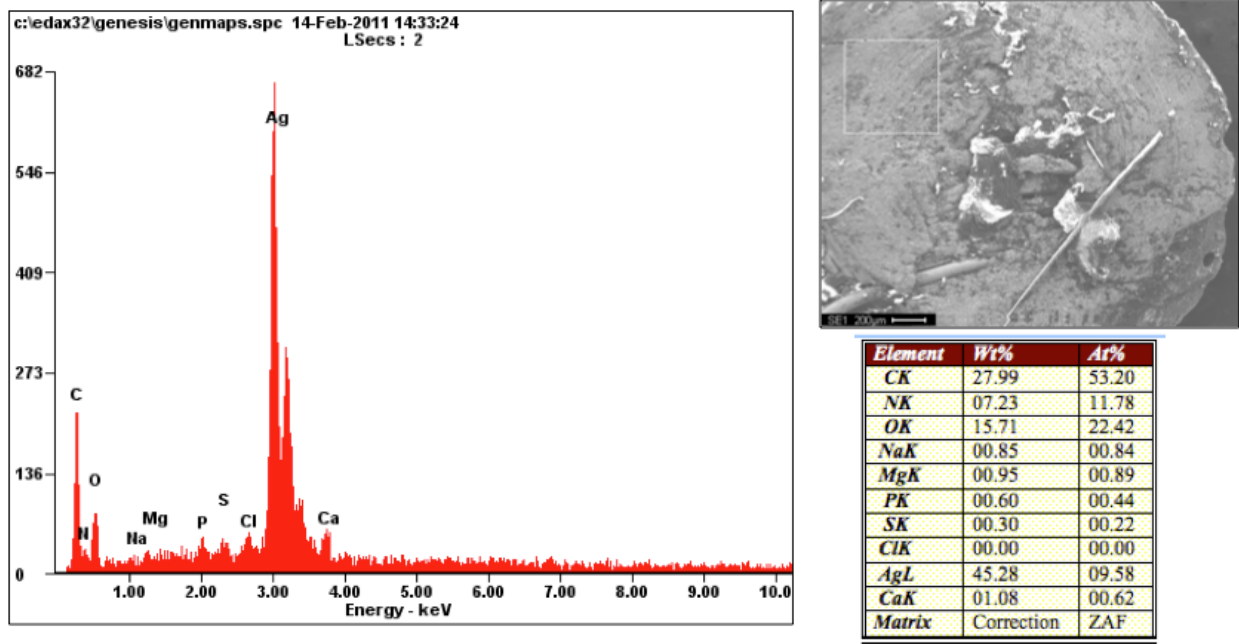 c:\edax32\genesis\genmaps.spc 14-Feb-2011 14:33:24
LSecs : 2
682
546
409
273
136
0
C
N
O
Na
Mg
P
S
Cl
Ag
Ca
1.00 2.00 3.00 4.00 5.00 6.00 7.00 8.00 9.00 10.0
Energy - keV
SE1 200µm
Element Wt% At%
CK 27.99 53.20
NK 07.23 11.78
OK 15.71 22.42
NaK 00.85 00.84
MgK 00.95 00.89
PK 00.60 00.44
SK 00.30 00.22
ClK 00.00 00.00
AgL 45.28 09.58
CaK 01.08 00.62
Matrix Correction ZAF